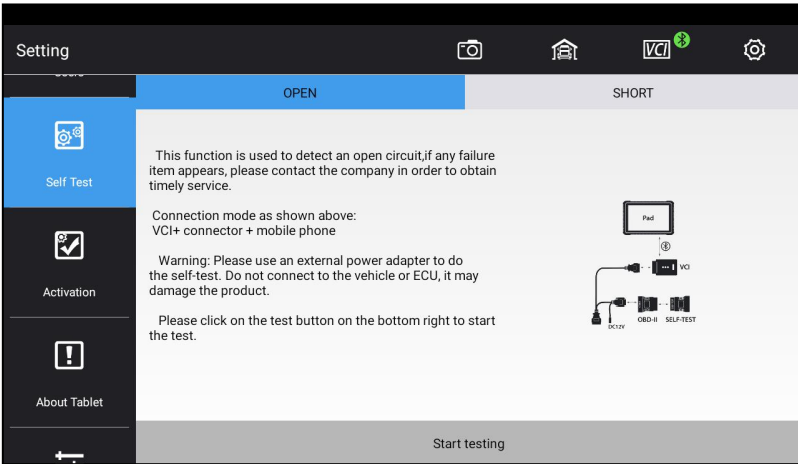 Setting
VCI
OPEN
SHORT
Self Test
Activation
About Tablet
This function is used to detect an open circuit,if any failure
item appears, please contact the company in order to obtain
timely service.
Connection mode as shown above:
VCI+ connector + mobile phone
Warning: Please use an external power adapter to do
the self-test. Do not connect to the vehicle or ECU, it may
damage the product.
Please click on the test button on the bottom right to start
the test.
Pad
VCI
DC12V
OBD-II
SELF-TEST
Start testing